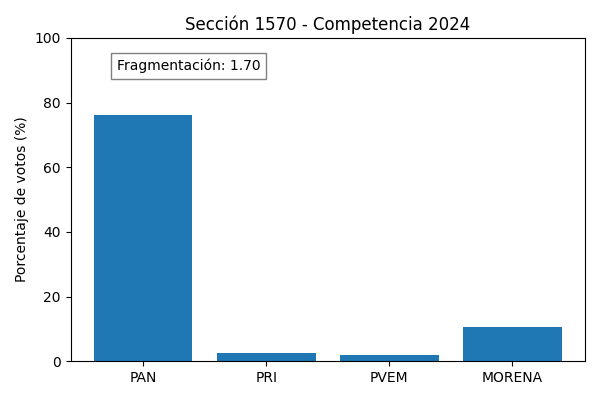 Sección 1570 - Competencia 2024
Fragmentación: 1.70
Porcentaje de votos (%)
100
80
60
40
20
0
PAN
PRI
PVEM
MORENA